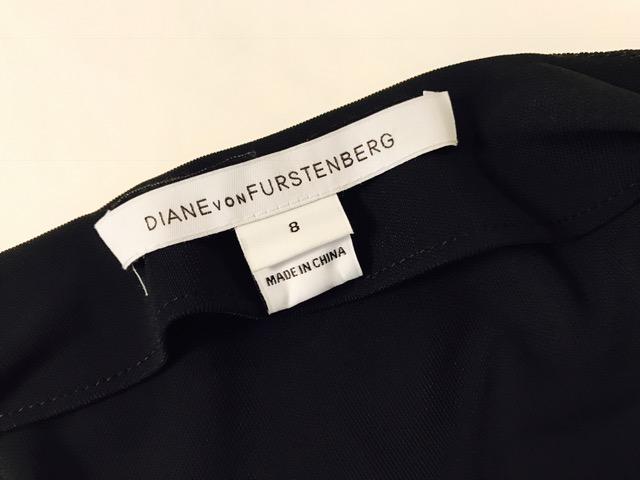 DIANE VON FURSTENBERG
8
MADE IN CHINA